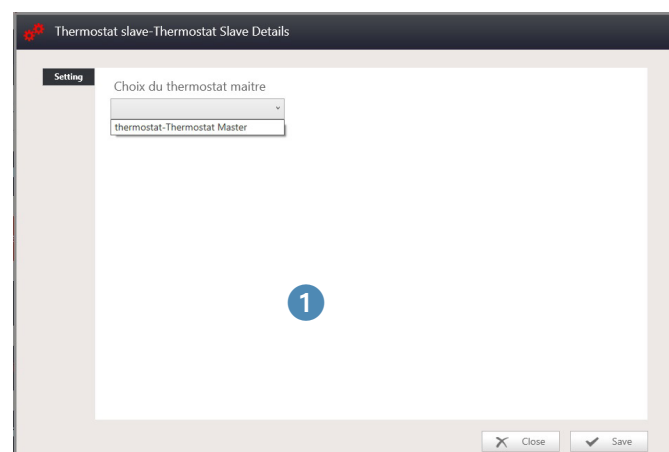 Thermostat slave-Thermostat Slave Details
Setting
Choix du thermostat maitre
thermostat-Thermostat Master
1
Close
Save